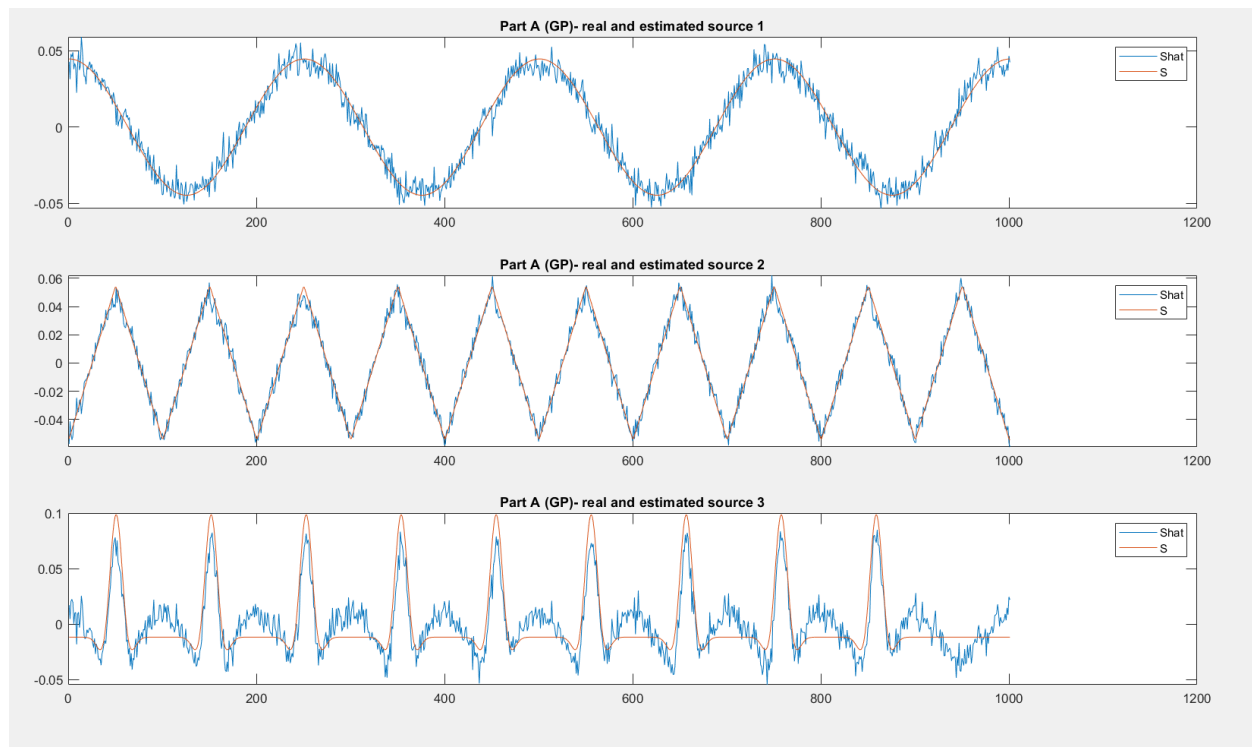 Part A (GP)- real and estimated source 1
0.05
0
-0.05
Shat
S
0 200 400 600 800 1000 1200
Part A (GP)- real and estimated source 2
0.06
0.04
0.02
0
-0.02
-0.04
Shat
S
0 200 400 600 800 1000 1200
Part A (GP)- real and estimated source 3
0.1
0.05
0
-0.05
Shat
S
0 200 400 600 800 1000 1200